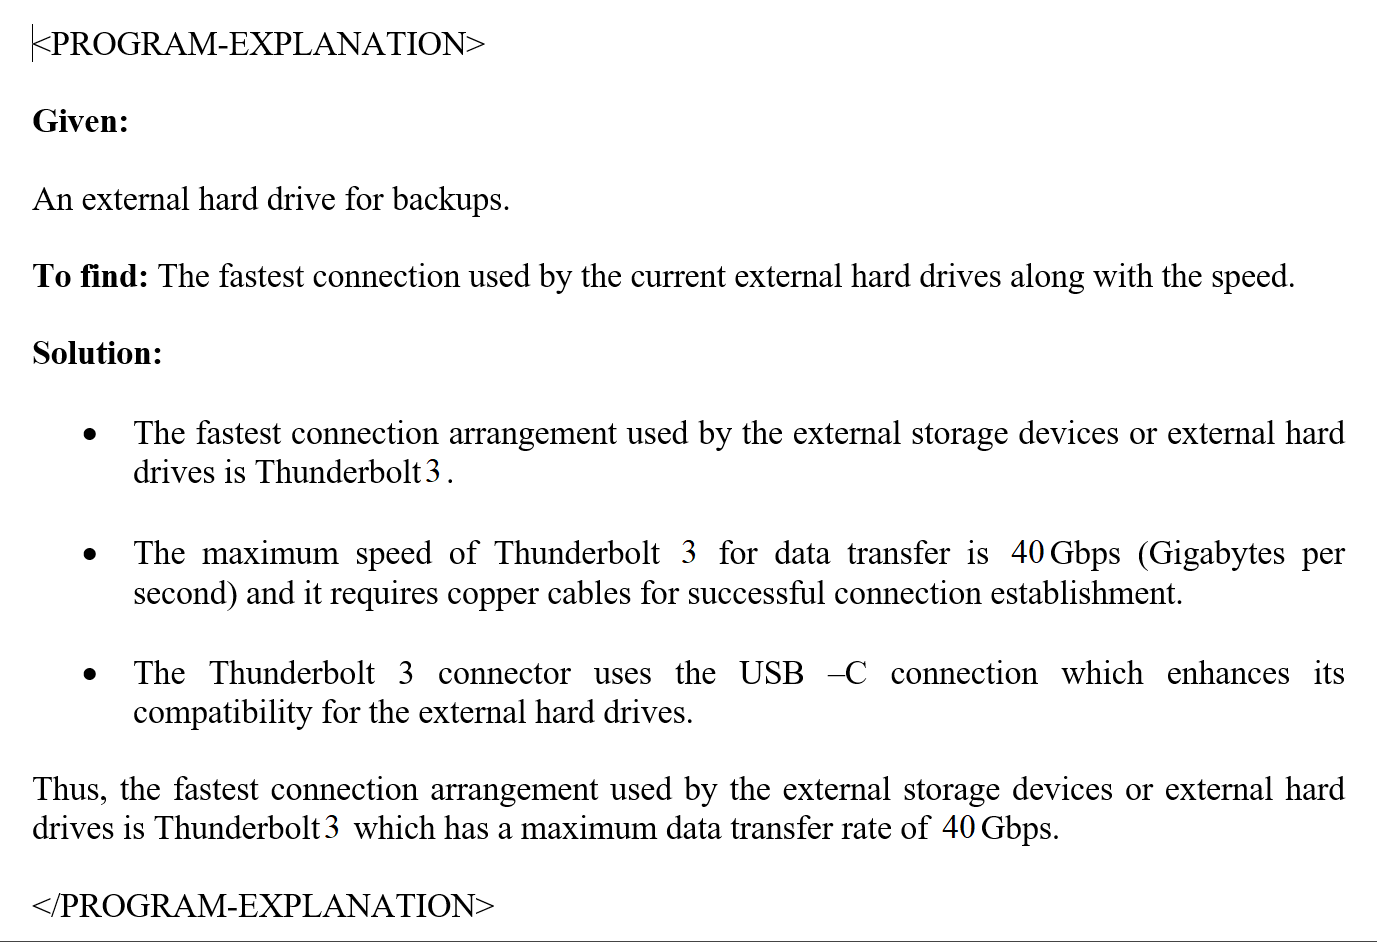 <PROGRAM-EXPLANATION>
Given:
An external hard drive for backups.
To find: The fastest connection used by the current external hard drives along with the speed.
Solution:
• The fastest connection arrangement used by the external storage devices or external hard
drives is Thunderbolt 3 .
• The maximum speed of Thunderbolt 3 for data transfer is 40 Gbps (Gigabytes per
second) and it requires copper cables for successful connection establishment.
• The Thunderbolt 3 connector uses the USB –C connection which enhances its
compatibility for the external hard drives.
Thus, the fastest connection arrangement used by the external storage devices or external hard
drives is Thunderbolt 3 which has a maximum data transfer rate of 40 Gbps.
</PROGRAM-EXPLANATION>